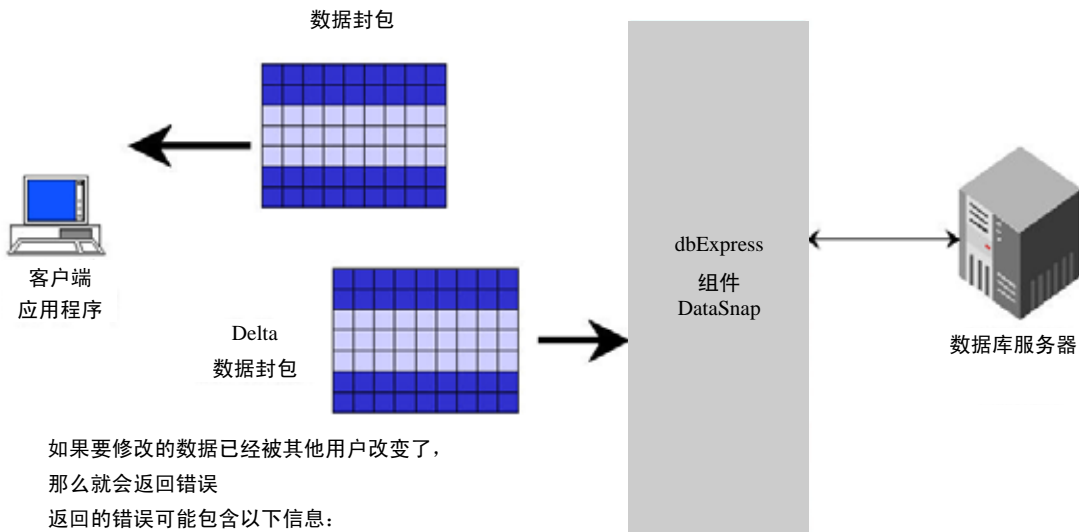 数据封包
客户端
应用程序
Delta
数据封包
dbExpress
组件
DataSnap
数据库服务器
如果要修改的数据已经被其他用户改变了，
那么就会返回错误
返回的错误可能包含以下信息：